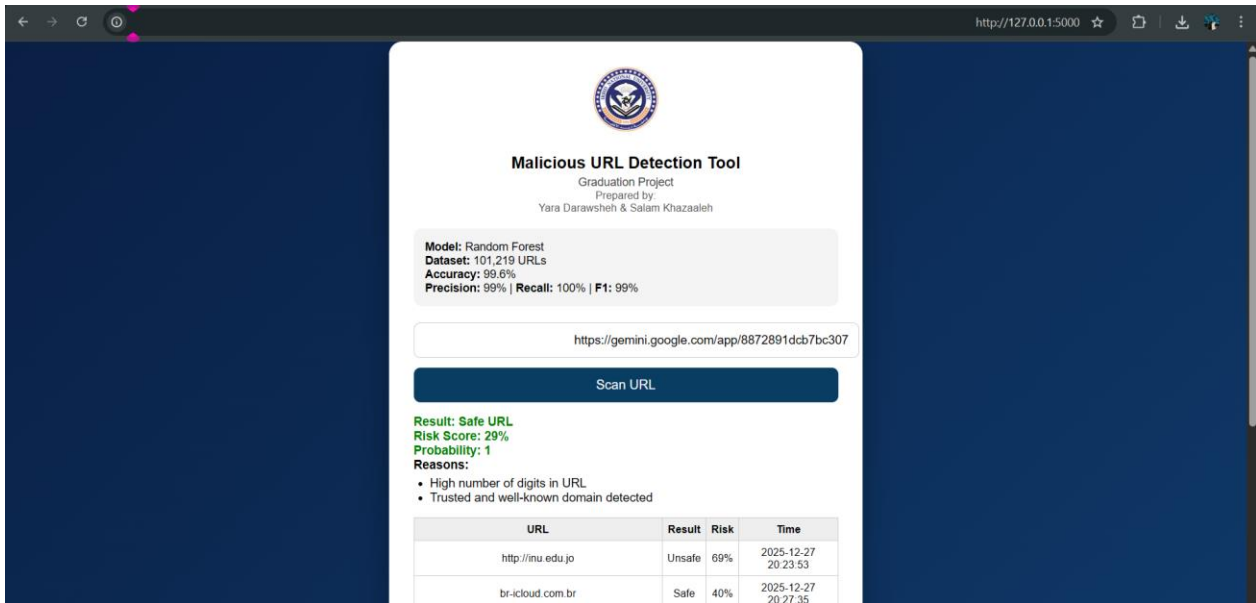 http://127.0.0.1:5000
Malicious URL Detection Tool
Graduation Project
Prepared by:
Yara Darawsheh & Salam Khazaaleh
Model: Random Forest
Dataset: 101,219 URLs
Accuracy: 99.6%
Precision: 99% | Recall: 100% | F1: 99%
https://gemini.google.com/app/8872891dcb7bc307
Scan URL
Result: Safe URL
Risk Score: 29%
Probability: 1
Reasons:
• High number of digits in URL
• Trusted and well-known domain detected
URL Result Risk Time
http://inu.edu.jo Unsafe 69% 2025-12-27 20:23:53
br-icloud.com.br Safe 40% 2025-12-27 20:27:35